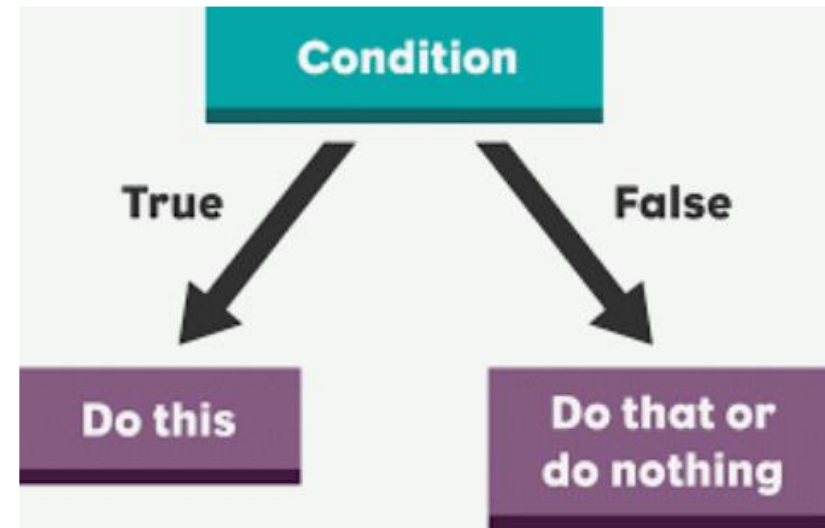 Condition
True
False
Do this
Do that or
do nothing